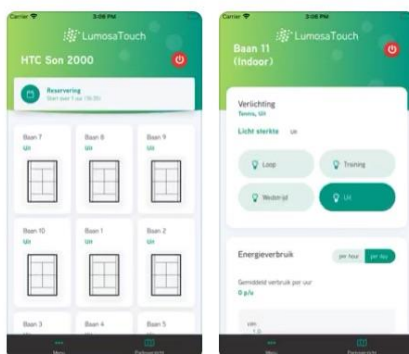 Carrier
3:08 PM
LumosaTouch
HTC Son 2000
Reservering
Baan 7
Baan 8
Baan 9
Uit
Uit
Uit
Baan 10
Baan 1
Baan 2
Uit
Uit
Uit
Baan 3
Baan 4
Baan 5
Menu
Carrier
3:08 PM
LumosaTouch
Baan 11
(Indoor)
Verlichting
Tennis, Uit
Licht sterkte
Uit
Loop
Training
Wedstrijd
Uit
Energieverbruik
per hour
Gemiddeld verbruik per uur
0 p/u
van
Menu